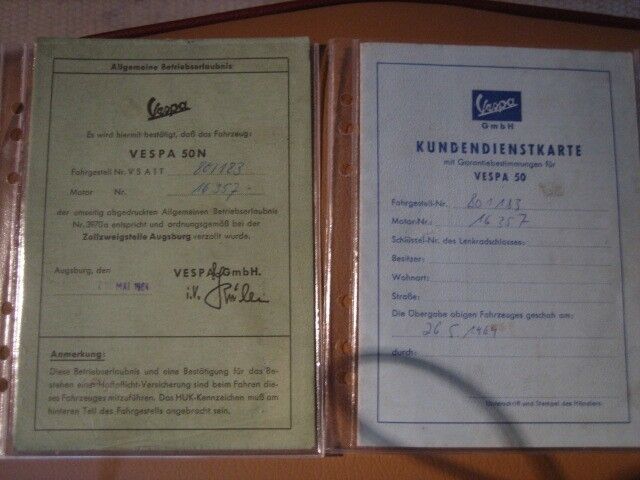 Allgemeine Betriebserlaubnis
Vespa
Es wird hiermit bestätigt, daß das Fahrzeug:
VESPA 50N
Fahrgestell Nr. V5A1T 801183
Motor Nr. 16357-
der umseitig abgedruckten Allgemeinen Betriebserlaubnis
Nr. 3970a entspricht und ordnungsgemäß bei der
Zollzweigstelle Augsburg verzollt wurde.
Augsburg, den
MAI 1964
VESPA GmbH.
i.V.
Anmerkung:
Diese Betriebserlaubnis und eine Bestätigung für das Be-
stehen einer Haftpflicht-Versicherung sind beim Fahren die-
ses Fahrzeuges mitzuführen. Das HUK-Kennzeichen muß am
hinteren Teil des Fahrgestells angebracht sein.
Vespa
GmbH
KUNDENDIENSTKARTE
mit Garantiebestimmungen für
VESPA 50
Fahrgestell-Nr. 801183
Motor-Nr.: 16357
Schlüssel-Nr. des Lenkradschlosses:
Besitzer:
Wohnort:
Straße:
Die Übergabe obigen Fahrzeuges geschah am:
26 5. 1964
durch:
Unterschrift und Stempel des Händlers